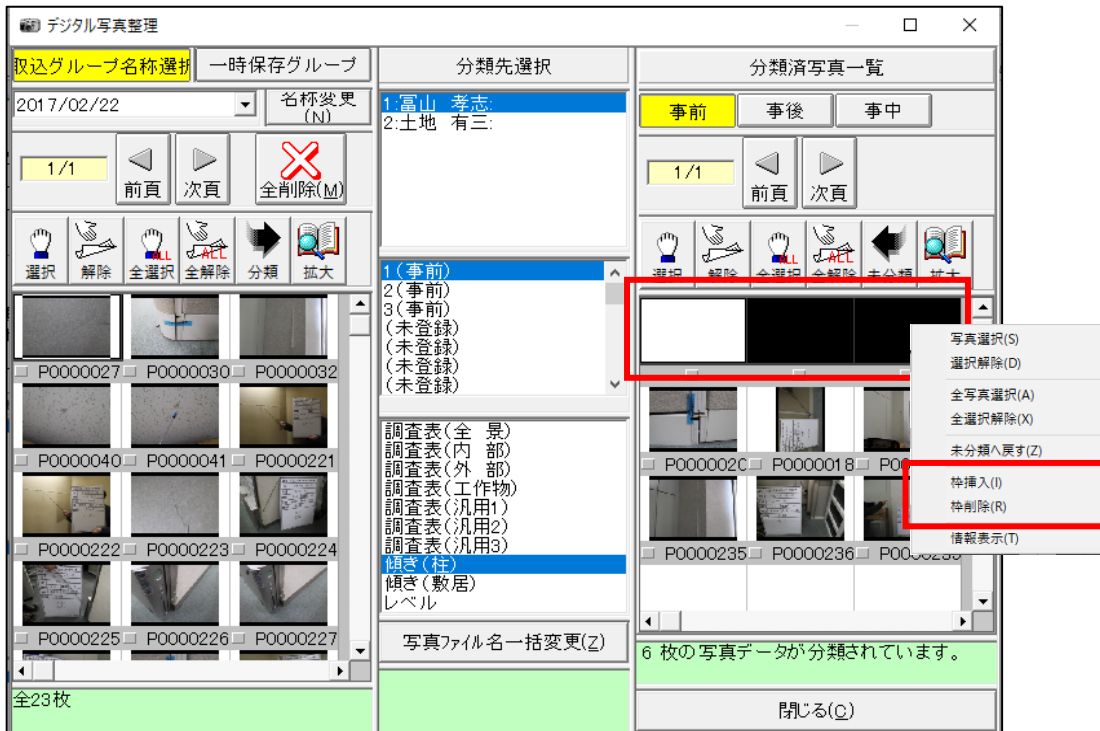 デジタル写真整理
取込グループ名称選択
一時保存グループ
2017/02/22
名称変更
(N)
1/1
前頁
次頁
全削除(M)
選択
解除
全選択
全解除
分類
拡大
P0000027
P0000030
P0000032
P0000040
P0000041
P0000221
P0000222
P0000223
P0000224
P0000225
P0000226
P0000227
全23枚
分類先選択
1:冨山 孝志:
2:土地 有三:
1(事前)
2(事前)
3(事前)
(未登録)
(未登録)
(未登録)
(未登録)
調査表(全 景)
調査表(内 部)
調査表(外 部)
調査表(工作物)
調査表(汎用1)
調査表(汎用2)
調査表(汎用3)
傾き(柱)
傾き(敷居)
レベル
写真ファイル名一括変更(Z)
分類済写真一覧
事前
事後
事中
1/1
前頁
次頁
選択
解除
全選択
全解除
未分類
拡大
P0000020
P0000018
P0000235
P0000236
6 枚の写真データが分類されています。
閉じる(C)
写真選択(S)
選択解除(D)
全写真選択(A)
全選択解除(X)
未分類へ戻す(Z)
枠挿入(I)
枠削除(R)
情報表示(T)